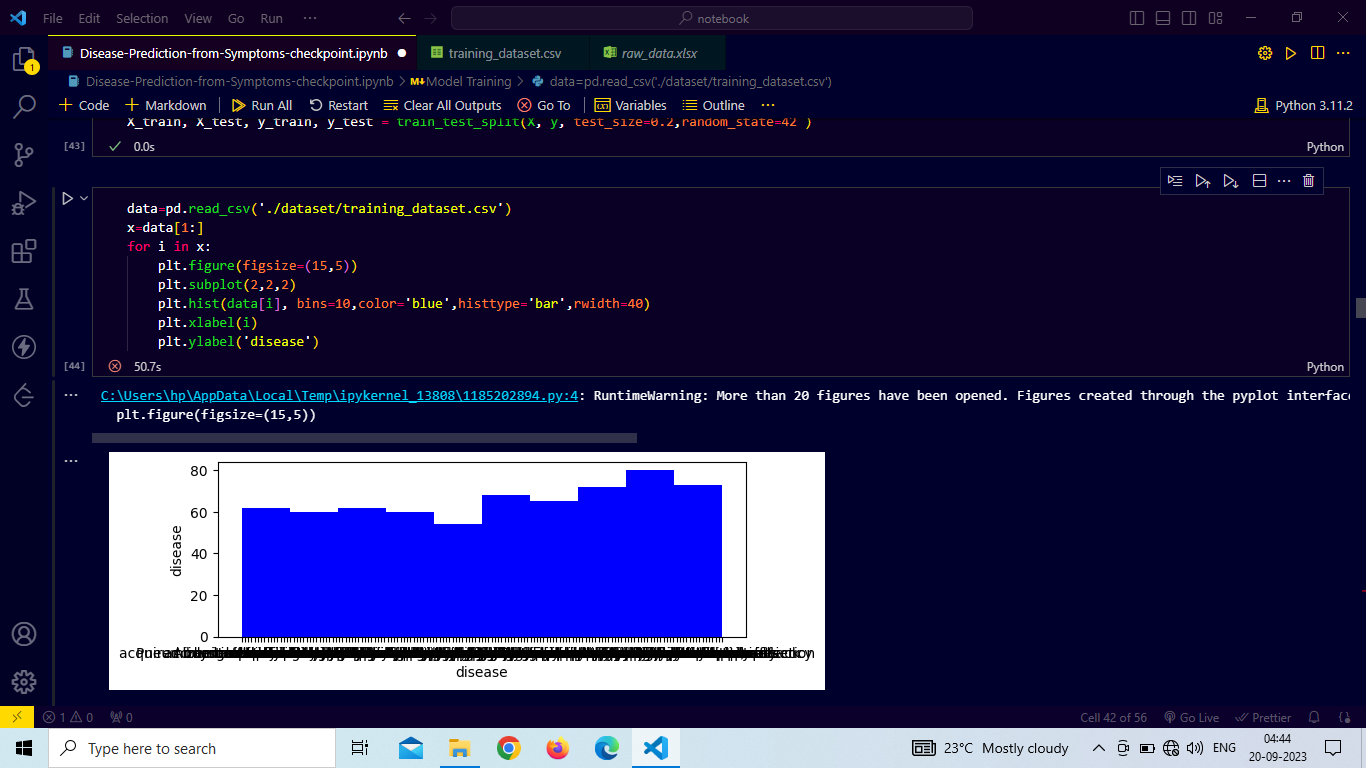 File Edit Selection View Go Run ··· notebook
Disease-Prediction-from-Symptoms-checkpoint.ipynb training_dataset.csv raw_data.xlsx
Disease-Prediction-from-Symptoms-checkpoint.ipynb > Model Training > data=pd.read_csv('./dataset/training_dataset.csv')
Code Markdown Run All Restart Clear All Outputs Go To Variables Outline ··· Python 3.11.2
X_train, X_test, y_train, y_test = train_test_split(X, y, test_size=0.2,random_state=42 )
[43] 0.0s Python
data=pd.read_csv('./dataset/training_dataset.csv')
x=data[1:]
for i in x:
plt.figure(figsize=(15,5))
plt.subplot(2,2,2)
plt.hist(data[i], bins=10,color='blue',histtype='bar',rwidth=40)
plt.xlabel(i)
plt.ylabel('disease')
[44] 50.7s Python
C:\Users\hp\AppData\Local\Temp\ipykernel_13808\1185202894.py:4: RuntimeWarning: More than 20 figures have been opened. Figures created through the pyplot interface
plt.figure(figsize=(15,5))
80
60
40
20
0
disease
disease
1 0 0 Cell 42 of 56 Go Live Prettier
Type here to search 23°C Mostly cloudy ENG 04:44
20-09-2023
1